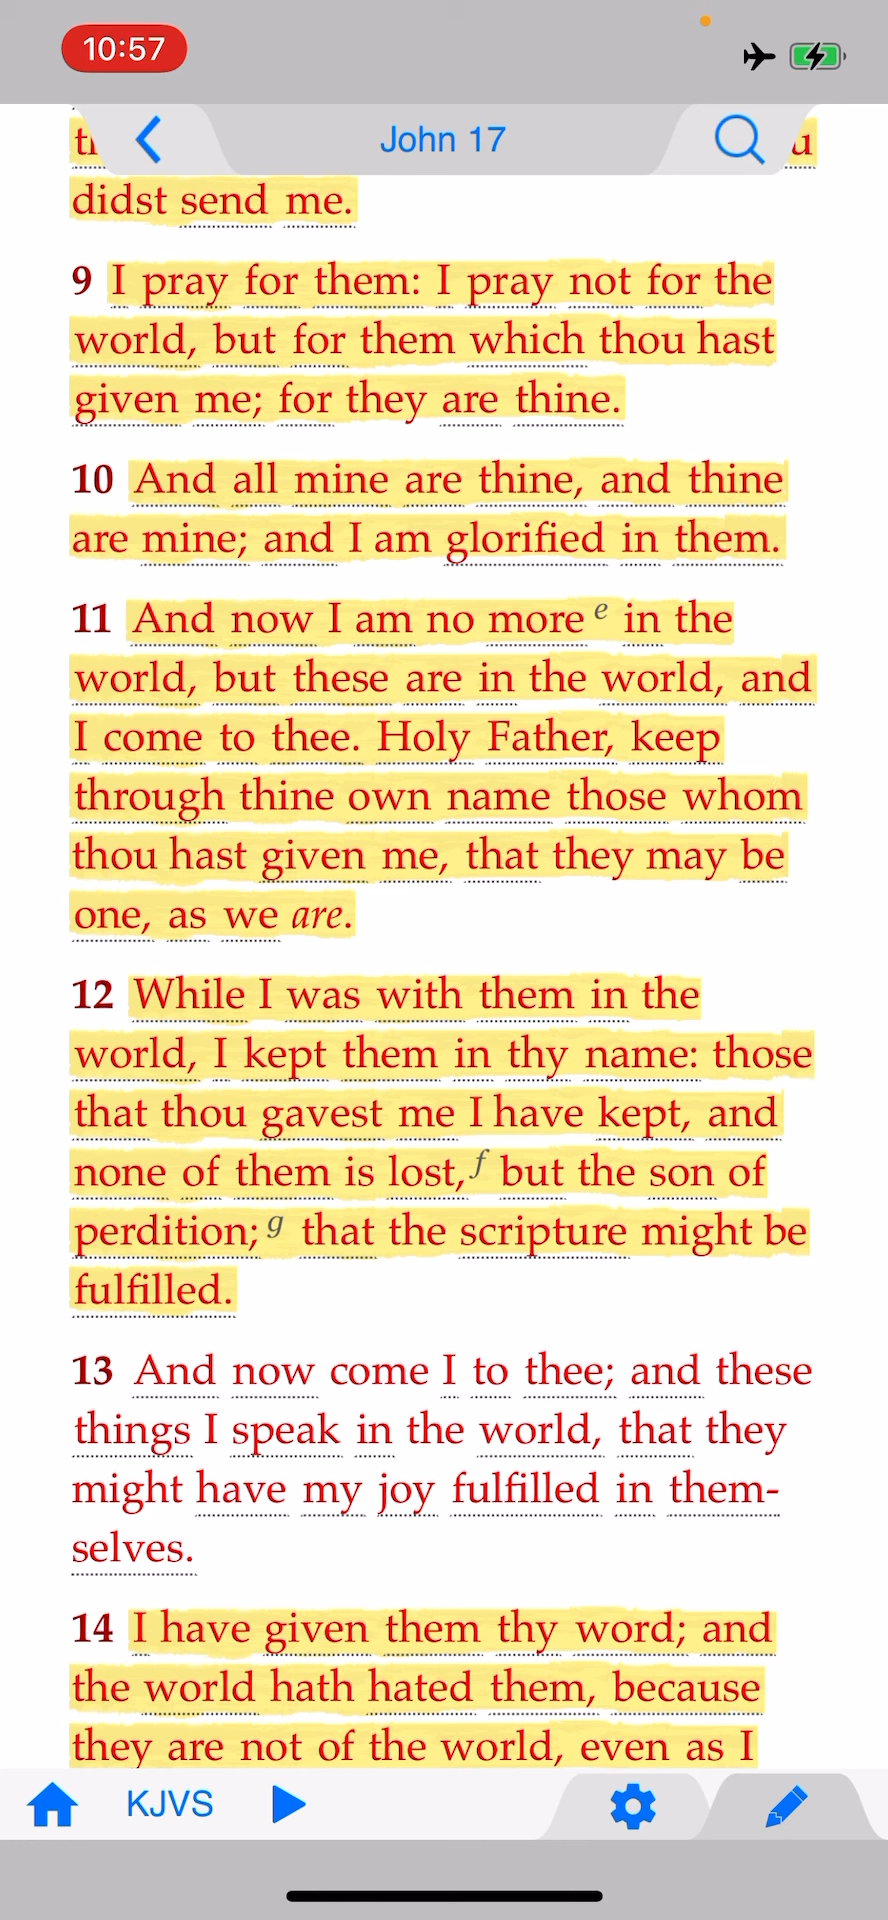 10:57
John 17
didst send me.
9 I pray for them: I pray not for the
world, but for them which thou hast
given me; for they are thine.
10 And all mine are thine, and thine
are mine; and I am glorified in them.
11 And now I am no more e in the
world, but these are in the world, and
I come to thee. Holy Father, keep
through thine own name those whom
thou hast given me, that they may be
one, as we are.
12 While I was with them in the
world, I kept them in thy name: those
that thou gavest me I have kept, and
none of them is lost, f but the son of
perdition; g that the scripture might be
fulfilled.
13 And now come I to thee; and these
things I speak in the world, that they
might have my joy fulfilled in them-
selves.
14 I have given them thy word; and
the world hath hated them, because
they are not of the world, even as I
KJVS